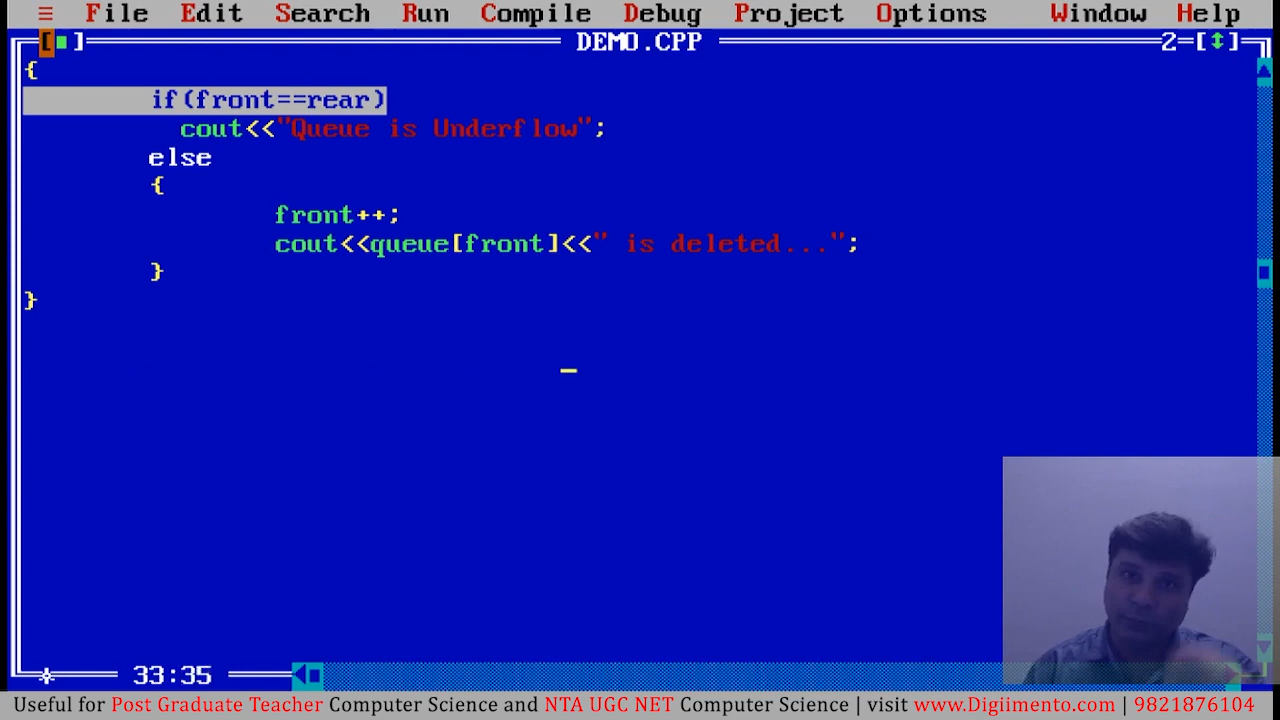 ≡ File Edit Search Run Compile Debug Project Options Window Help
[■] DEMO.CPP 2=[↕]
{
if(front==rear)
cout<<"Queue is Underflow";
else
{
front++;
cout<<queue[front]<<" is deleted...";
}
}
33:35
Useful for Post Graduate Teacher Computer Science and NTA UGC NET Computer Science | visit www.Digiimento.com | 9821876104